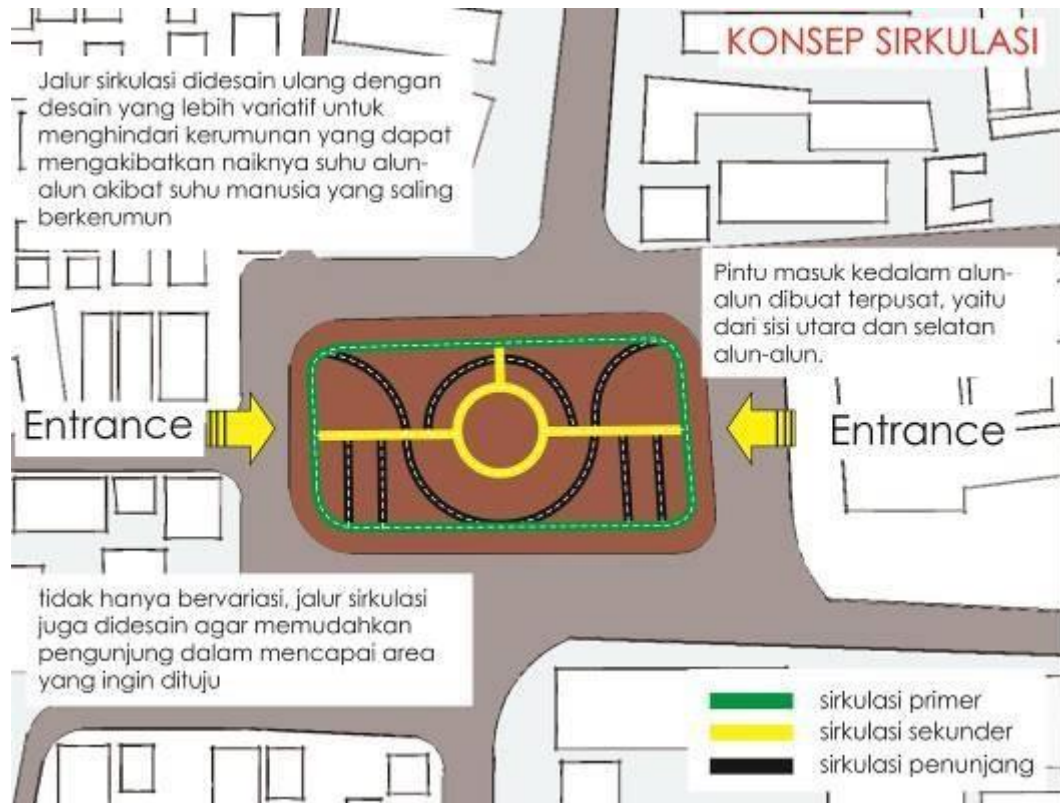 KONSEP SIRKULASI
Jalur sirkulasi didesain ulang dengan
desain yang lebih variatif untuk
menghindari kerumunan yang dapat
mengakibatkan naiknya suhu alun-
alun akibat suhu manusia yang saling
berkerumun
Pintu masuk kedalam alun-
alun dibuat terpusat, yaitu
dari sisi utara dan selatan
alun-alun.
Entrance
Entrance
tidak hanya bervariasi, jalur sirkulasi
juga didesain agar memudahkan
pengunjung dalam mencapai area
yang ingin dituju
sirkulasi primer
sirkulasi sekunder
sirkulasi penunjang